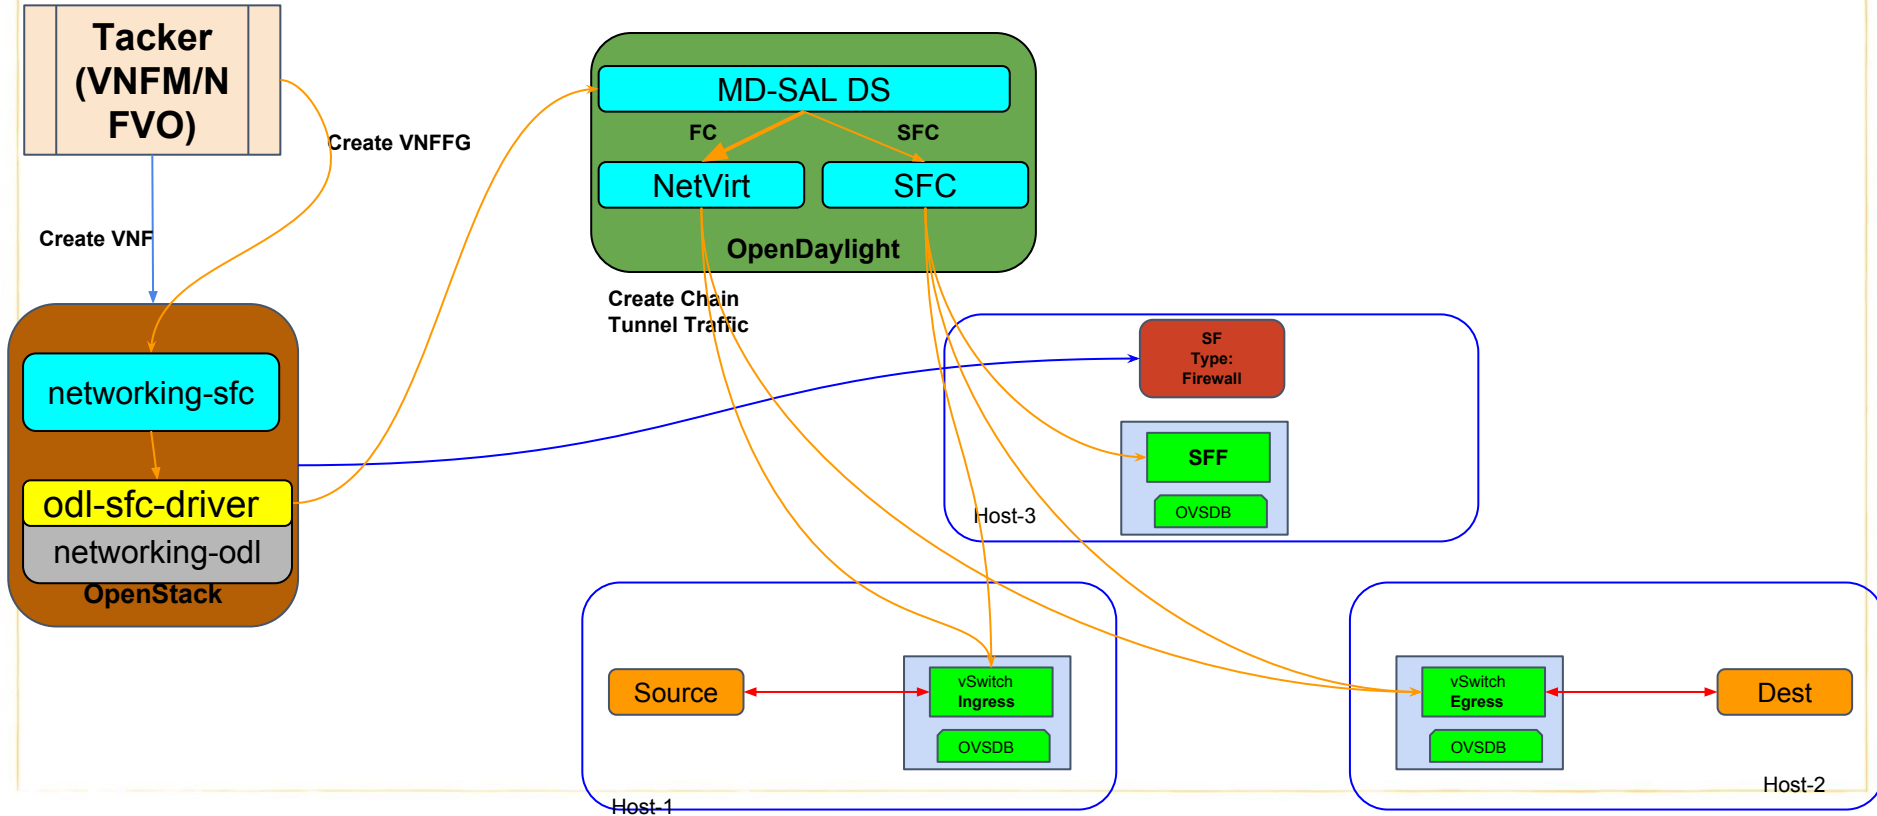 Tacker
(VNFM/N
FVO)
Create VNFFG
Create VNF
networking-sfc
odl-sfc-driver
networking-odl
OpenStack
MD-SAL DS
FC
SFC
NetVirt
SFC
OpenDaylight
Create Chain
Tunnel Traffic
SF
Type:
Firewall
SFF
OVSDB
Host-3
Source
vSwitch
Ingress
OVSDB
Host-1
vSwitch
Egress
OVSDB
Dest
Host-2